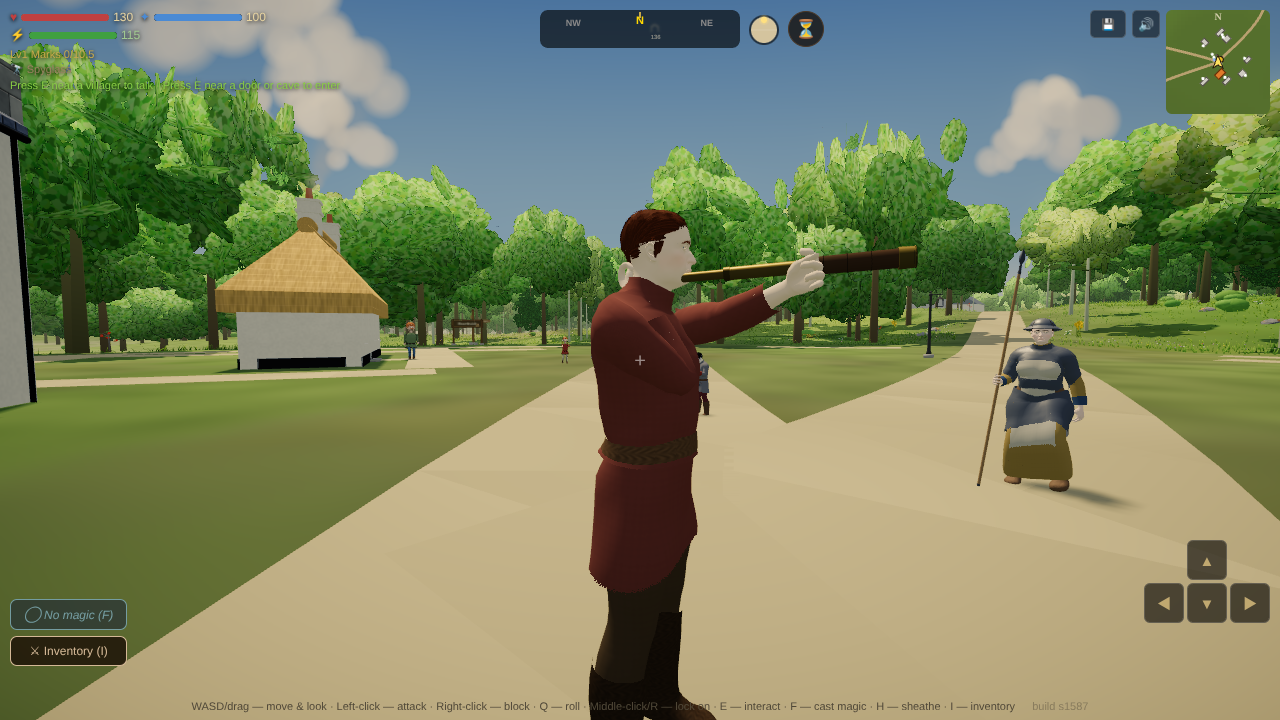 130
100
115
NW
N
NE
136
N
Press E near a villager to talk · Press E near a door or cave to enter
No magic (F)
Inventory (I)
WASD/drag — move & look · Left-click — attack · Right-click — block · Q — roll · Middle-click/R — lock on · E — interact · F — cast magic · H — sheathe · I — inventory
build s1587